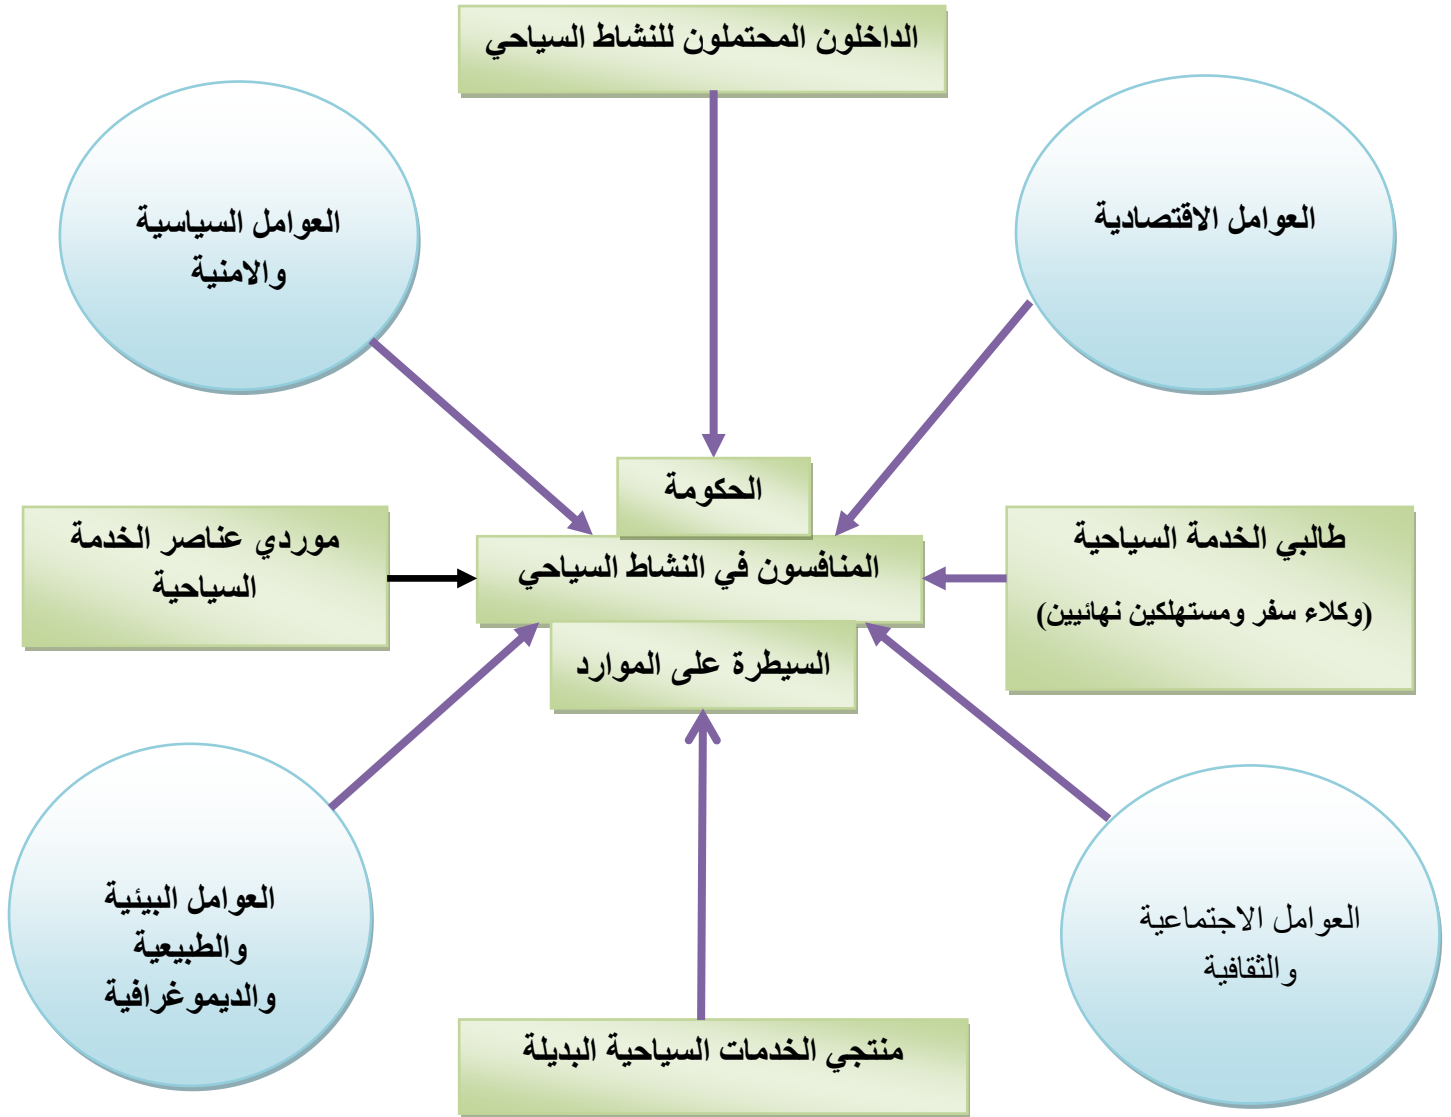 الداخلون المحتملون للنشاط السياحي
العوامل الاقتصادية
العوامل السياسية
والامنية
الحكومة
طالبي الخدمة السياحية
(وكلاء سفر ومستهلكين نهائيين)
المنافسون في النشاط السياحي
موردي عناصر الخدمة
السياحية
السيطرة على الموارد
العوامل الاجتماعية
والثقافية
العوامل البيئية
والطبيعية
والديموغرافية
منتجي الخدمات السياحية البديلة